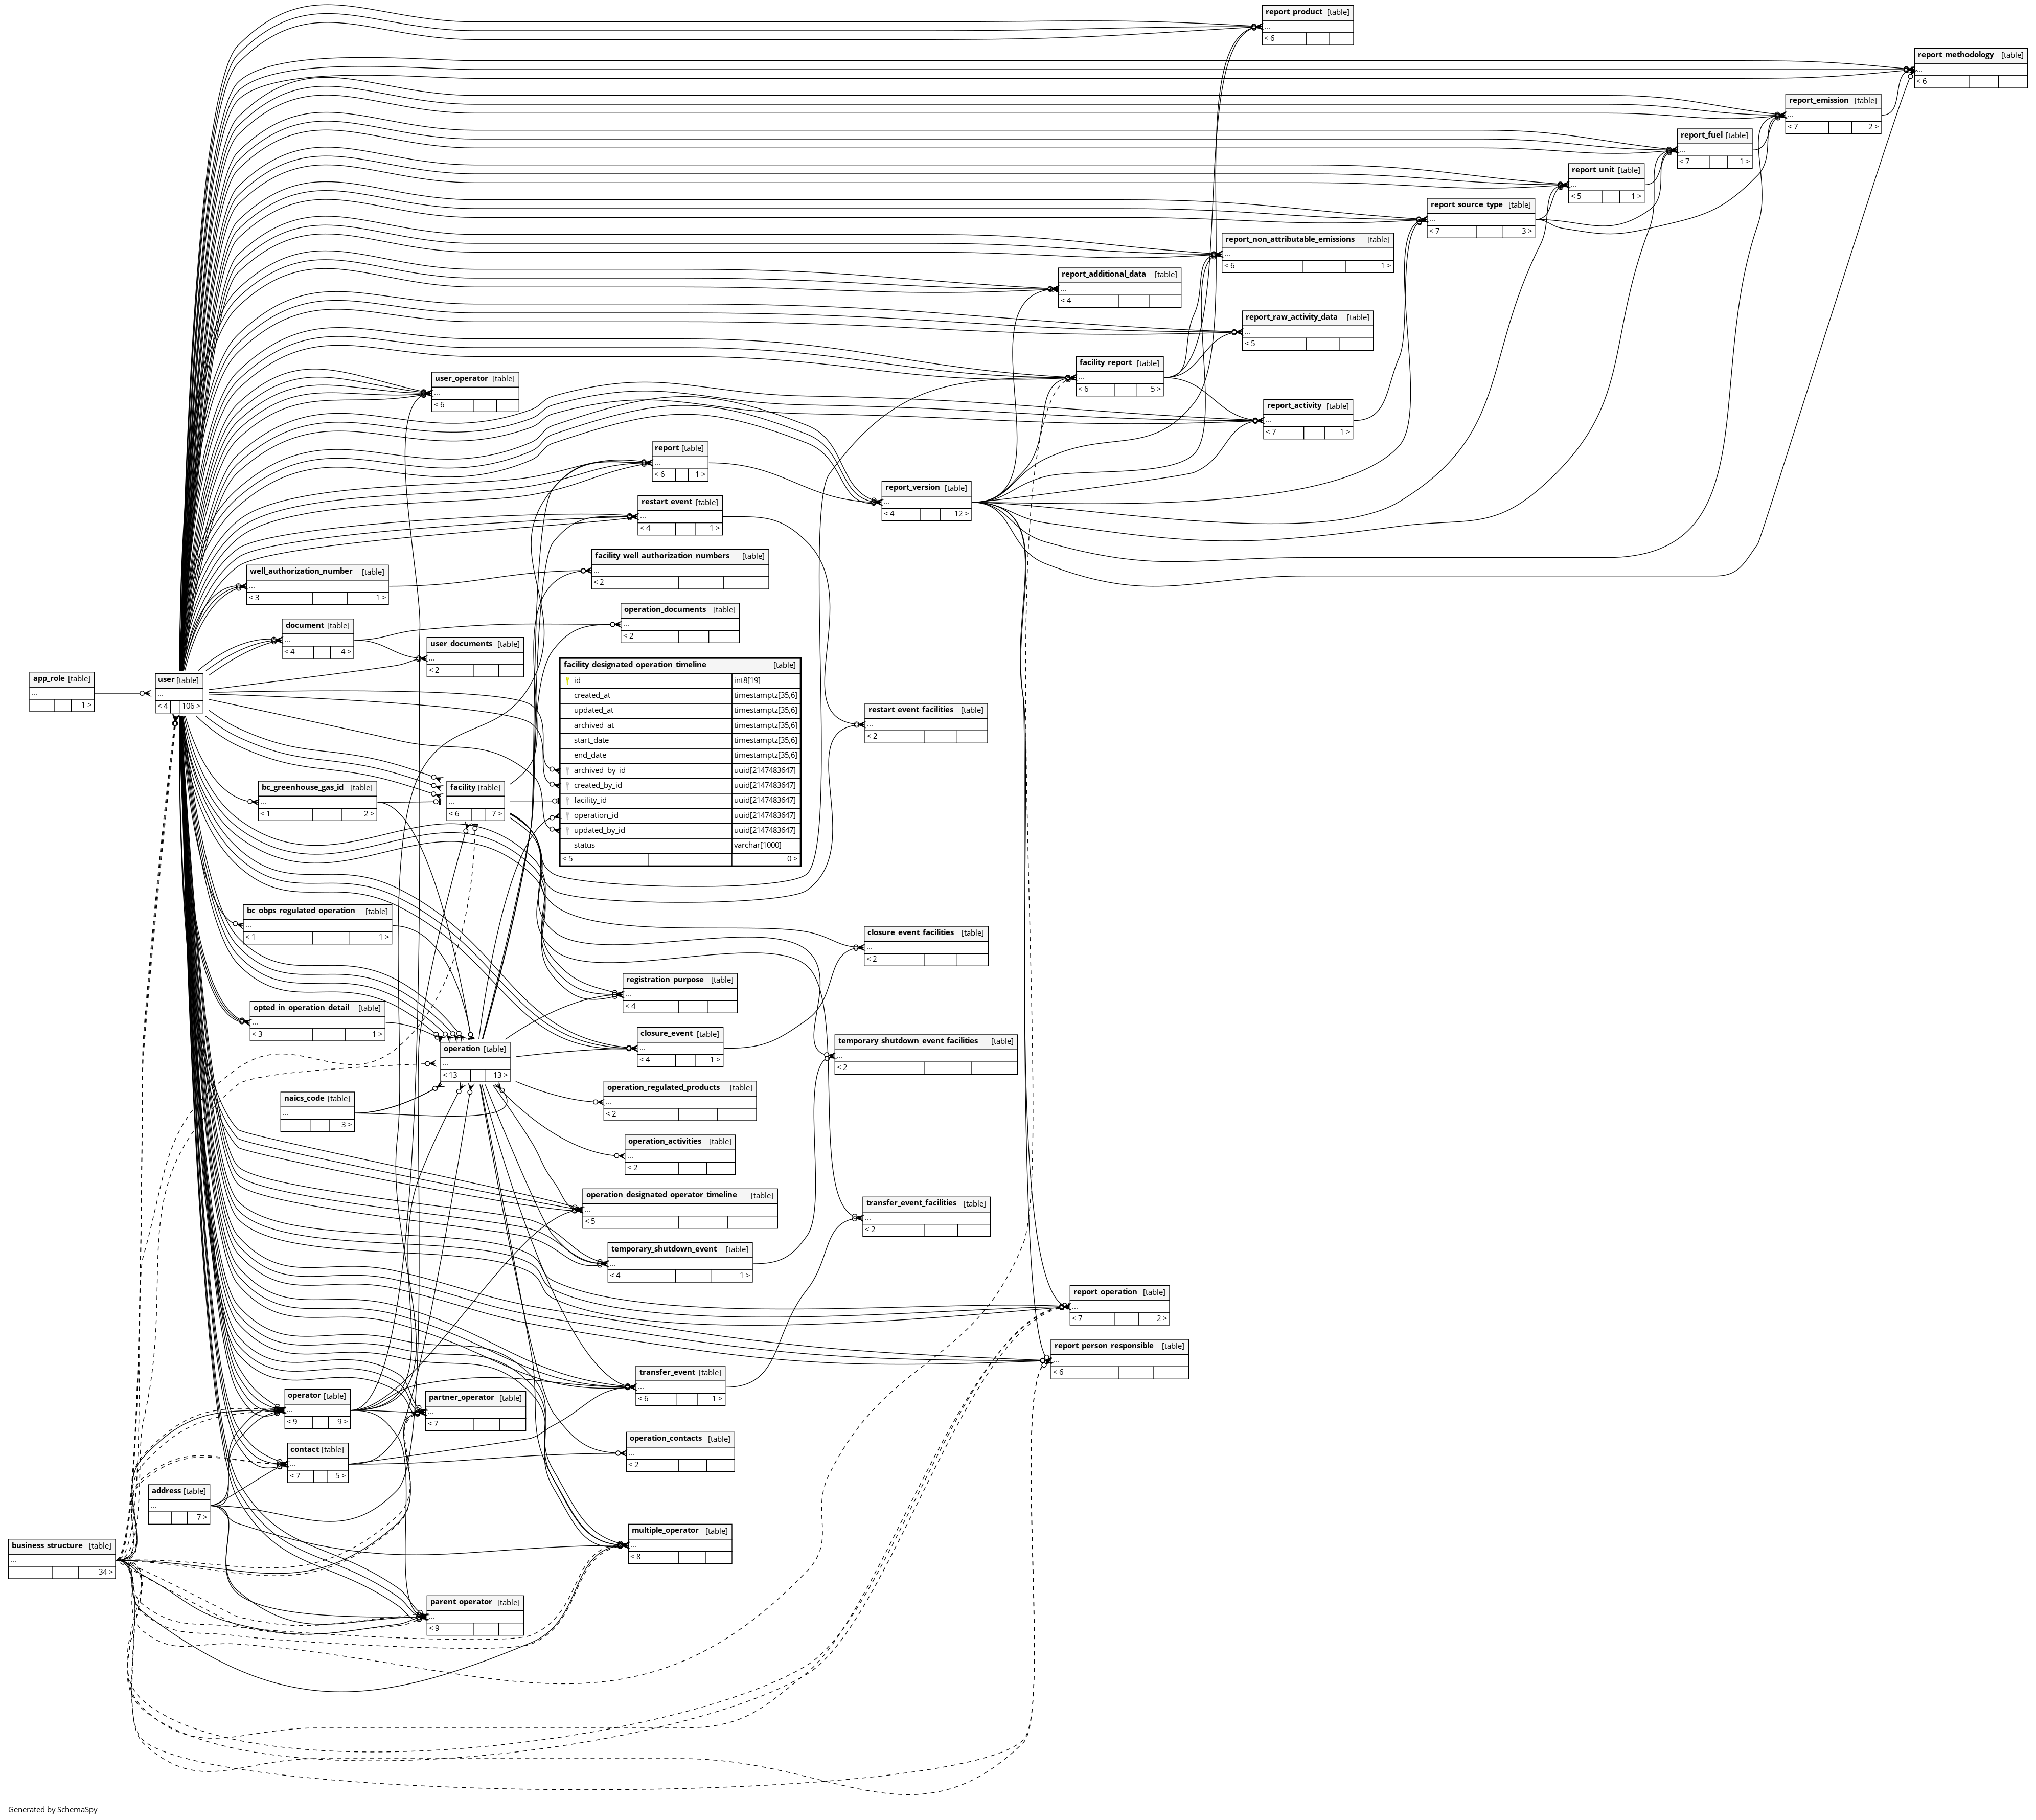 report_product [table]
...
< 6
report_methodology [table]
...
< 6
report_emission [table]
...
< 7 2 >
report_fuel [table]
...
< 7 1 >
report_unit [table]
...
< 5 1 >
report_source_type [table]
...
< 7 3 >
report_non_attributable_emissions [table]
...
< 6 1 >
report_additional_data [table]
...
< 4
report_raw_activity_data [table]
...
< 5
facility_report [table]
...
< 6 5 >
user_operator [table]
...
< 6
report_activity [table]
...
< 7 1 >
report [table]
...
< 6 1 >
report_version [table]
...
< 4 12 >
restart_event [table]
...
< 4 1 >
facility_well_authorization_numbers [table]
...
< 2
well_authorization_number [table]
...
< 3 1 >
operation_documents [table]
...
< 2
document [table]
...
< 4 4 >
user_documents [table]
...
< 2
app_role [table]
...
1 >
user [table]
...
< 4 106 >
facility_designated_operation_timeline [table]
id int8[19]
created_at timestamptz[35,6]
updated_at timestamptz[35,6]
archived_at timestamptz[35,6]
start_date timestamptz[35,6]
end_date timestamptz[35,6]
archived_by_id uuid[2147483647]
created_by_id uuid[2147483647]
facility_id uuid[2147483647]
operation_id uuid[2147483647]
updated_by_id uuid[2147483647]
status varchar[1000]
< 5 0 >
restart_event_facilities [table]
...
< 2
bc_greenhouse_gas_id [table]
...
< 1 2 >
facility [table]
...
< 6 7 >
bc_obps_regulated_operation [table]
...
< 1 1 >
closure_event_facilities [table]
...
< 2
registration_purpose [table]
...
< 4
opted_in_operation_detail [table]
...
< 3 1 >
closure_event [table]
...
< 4 1 >
temporary_shutdown_event_facilities [table]
...
< 2
operation [table]
...
< 13 13 >
operation_regulated_products [table]
...
< 2
naics_code [table]
...
3 >
operation_activities [table]
...
< 2
operation_designated_operator_timeline [table]
...
< 5
transfer_event_facilities [table]
...
< 2
temporary_shutdown_event [table]
...
< 4 1 >
report_operation [table]
...
< 7 2 >
report_person_responsible [table]
...
< 6
transfer_event [table]
...
< 6 1 >
operator [table]
...
< 9 9 >
partner_operator [table]
...
< 7
operation_contacts [table]
...
< 2
contact [table]
...
< 7 5 >
address [table]
...
7 >
multiple_operator [table]
...
< 8
business_structure [table]
...
34 >
parent_operator [table]
...
< 9
Generated by SchemaSpy